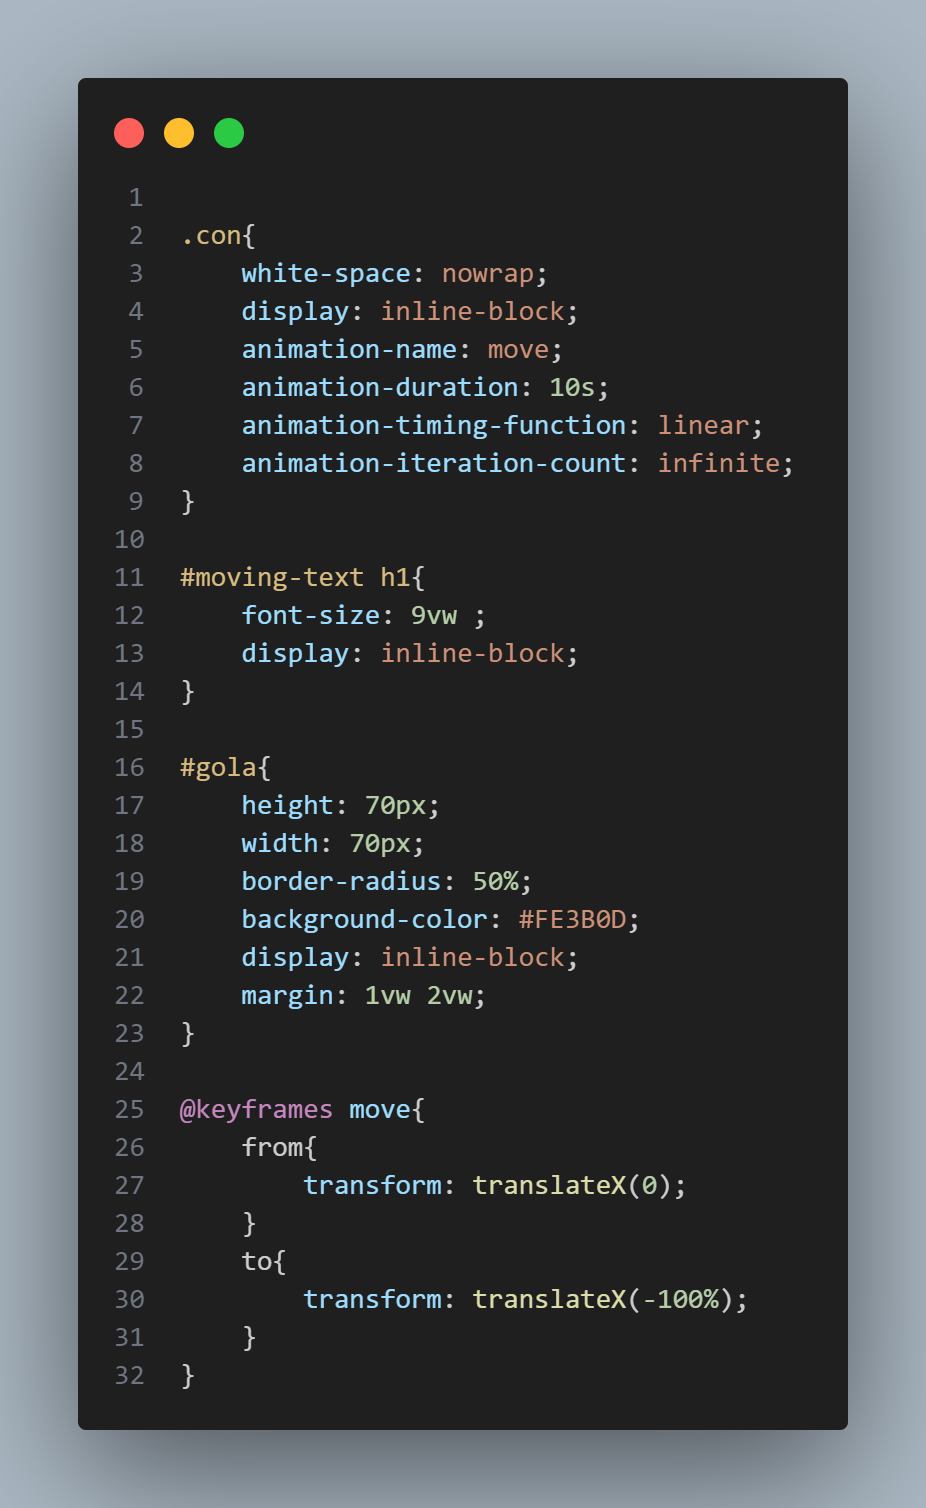 1
2 .con{
3     white-space: nowrap;
4     display: inline-block;
5     animation-name: move;
6     animation-duration: 10s;
7     animation-timing-function: linear;
8     animation-iteration-count: infinite;
9 }
10
11 #moving-text h1{
12     font-size: 9vw ;
13     display: inline-block;
14 }
15
16 #gola{
17     height: 70px;
18     width: 70px;
19     border-radius: 50%;
20     background-color: #FE3B0D;
21     display: inline-block;
22     margin: 1vw 2vw;
23 }
24
25 @keyframes move{
26     from{
27         transform: translateX(0);
28     }
29     to{
30         transform: translateX(-100%);
31     }
32 }